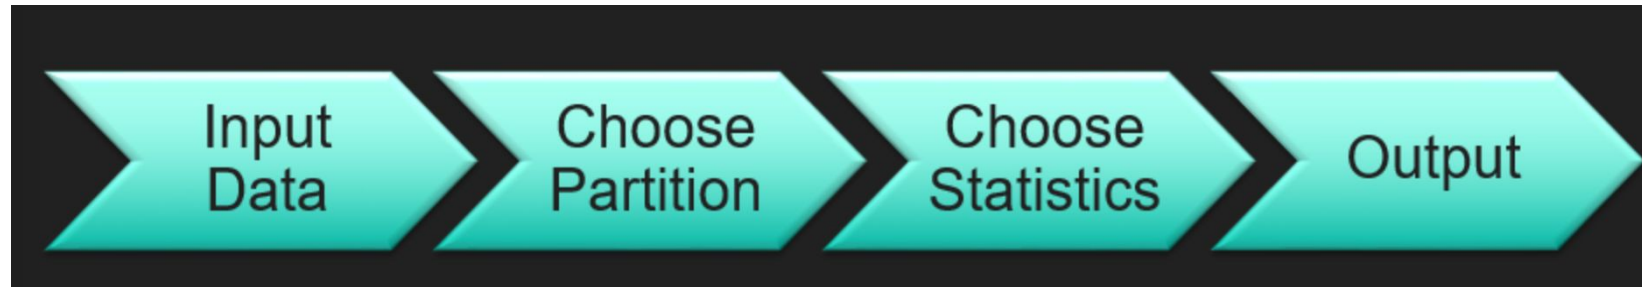 Input
Data
Choose
Partition
Choose
Statistics
Output